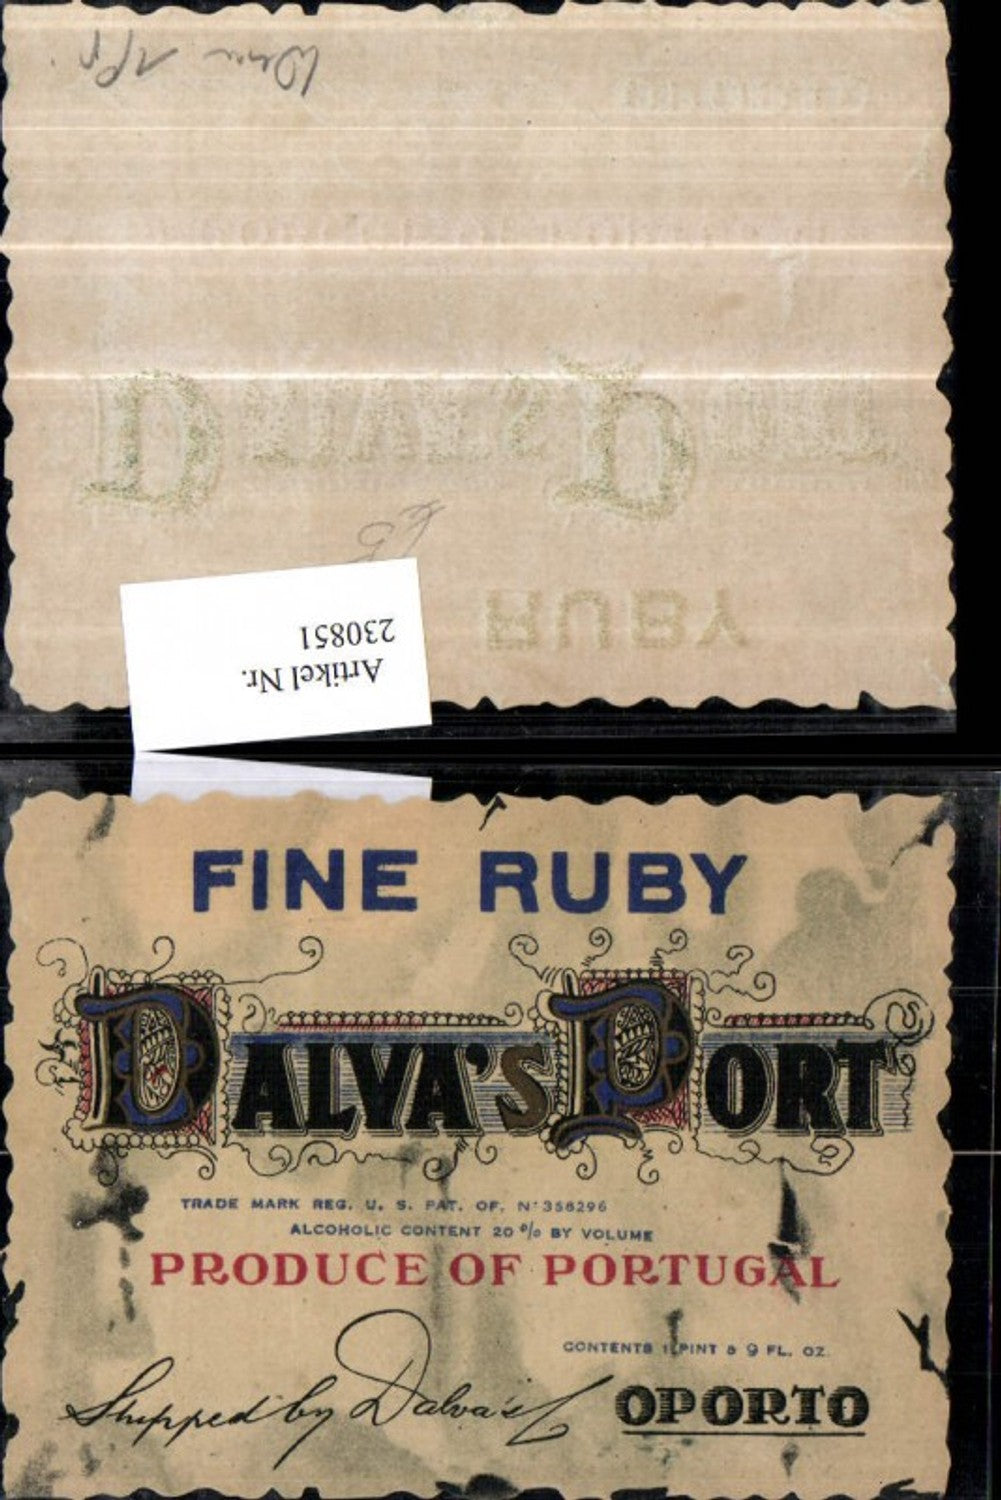 Artikel Nr.
230851
FINE RUBY
DALVA'S PORT
TRADE MARK REG. U. S. PAT. OF. Nº 356296
ALCOHOLIC CONTENT 20 % BY VOLUME
PRODUCE OF PORTUGAL
CONTENTS 1 PINT & 9 FL. OZ.
Shipped by Dalva's
OPORTO